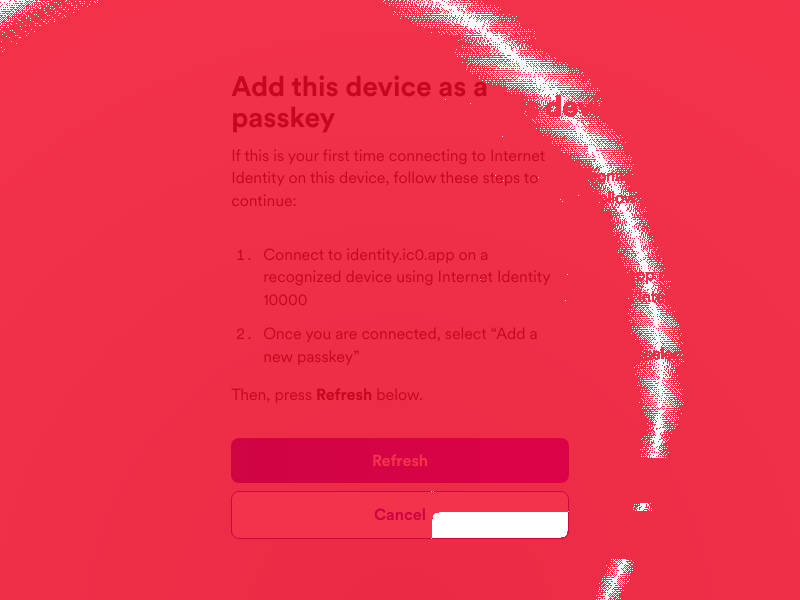 Add this device as a
passkey
If this is your first time connecting to Internet
Identity on this device, follow these steps to
continue:
1. Connect to identity.ic0.app on a
recognized device using Internet Identity
10000
2. Once you are connected, select “Add a
new passkey”
Then, press Refresh below.
Refresh
Cancel